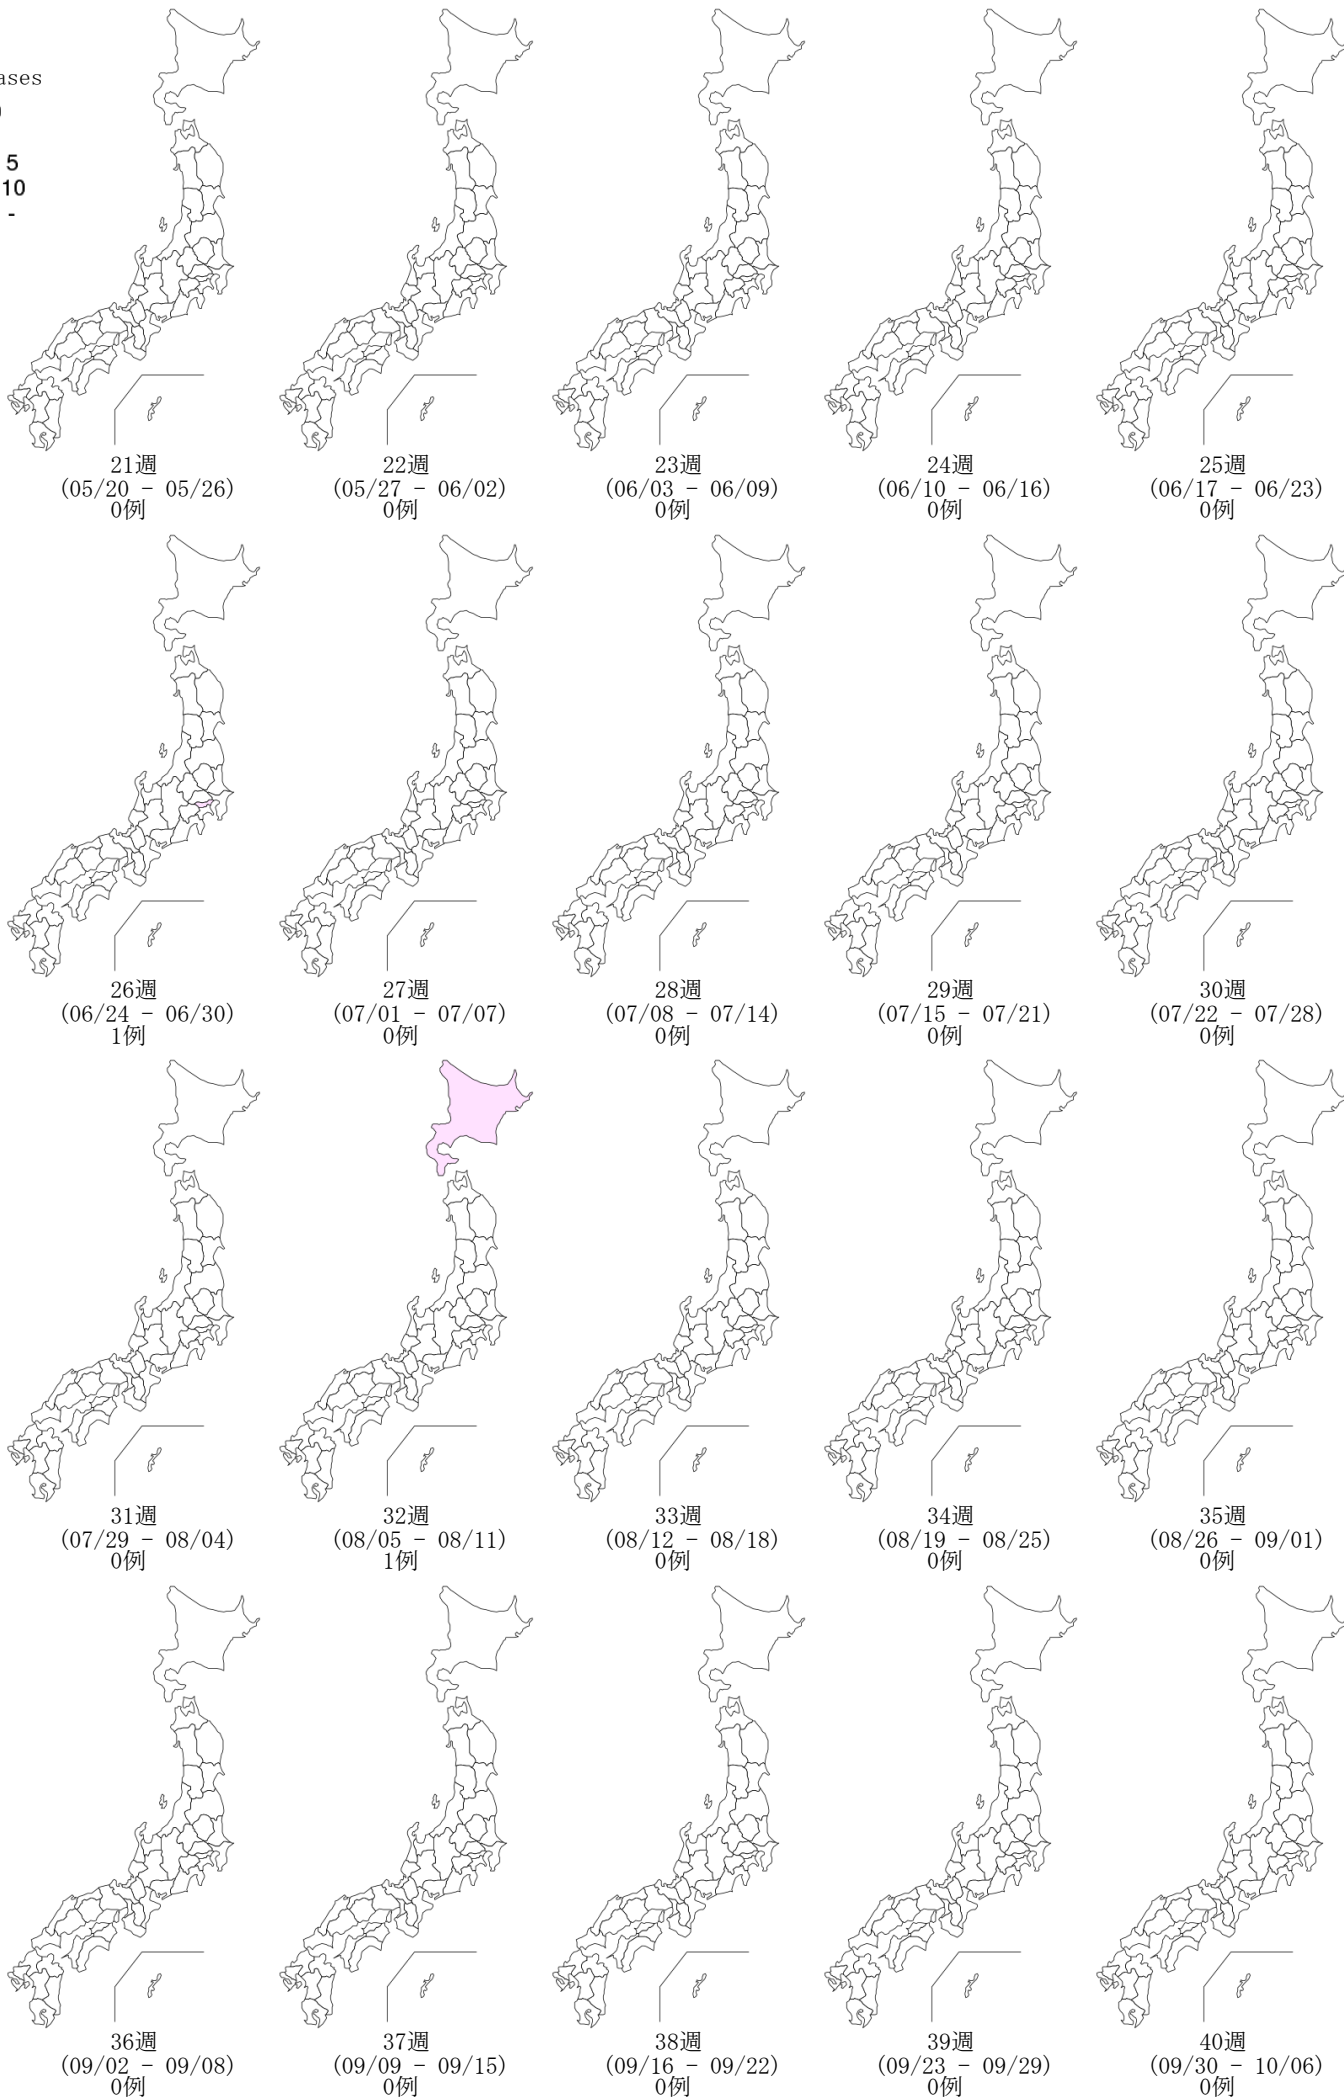 5
10
-
21週
(05/20 - 05/26)
0例
22週
(05/27 - 06/02)
0例
23週
(06/03 - 06/09)
0例
24週
(06/10 - 06/16)
0例
25週
(06/17 - 06/23)
0例
26週
(06/24 - 06/30)
1例
27週
(07/01 - 07/07)
0例
28週
(07/08 - 07/14)
0例
29週
(07/15 - 07/21)
0例
30週
(07/22 - 07/28)
0例
31週
(07/29 - 08/04)
0例
32週
(08/05 - 08/11)
1例
33週
(08/12 - 08/18)
0例
34週
(08/19 - 08/25)
0例
35週
(08/26 - 09/01)
0例
36週
(09/02 - 09/08)
0例
37週
(09/09 - 09/15)
0例
38週
(09/16 - 09/22)
0例
39週
(09/23 - 09/29)
0例
40週
(09/30 - 10/06)
0例